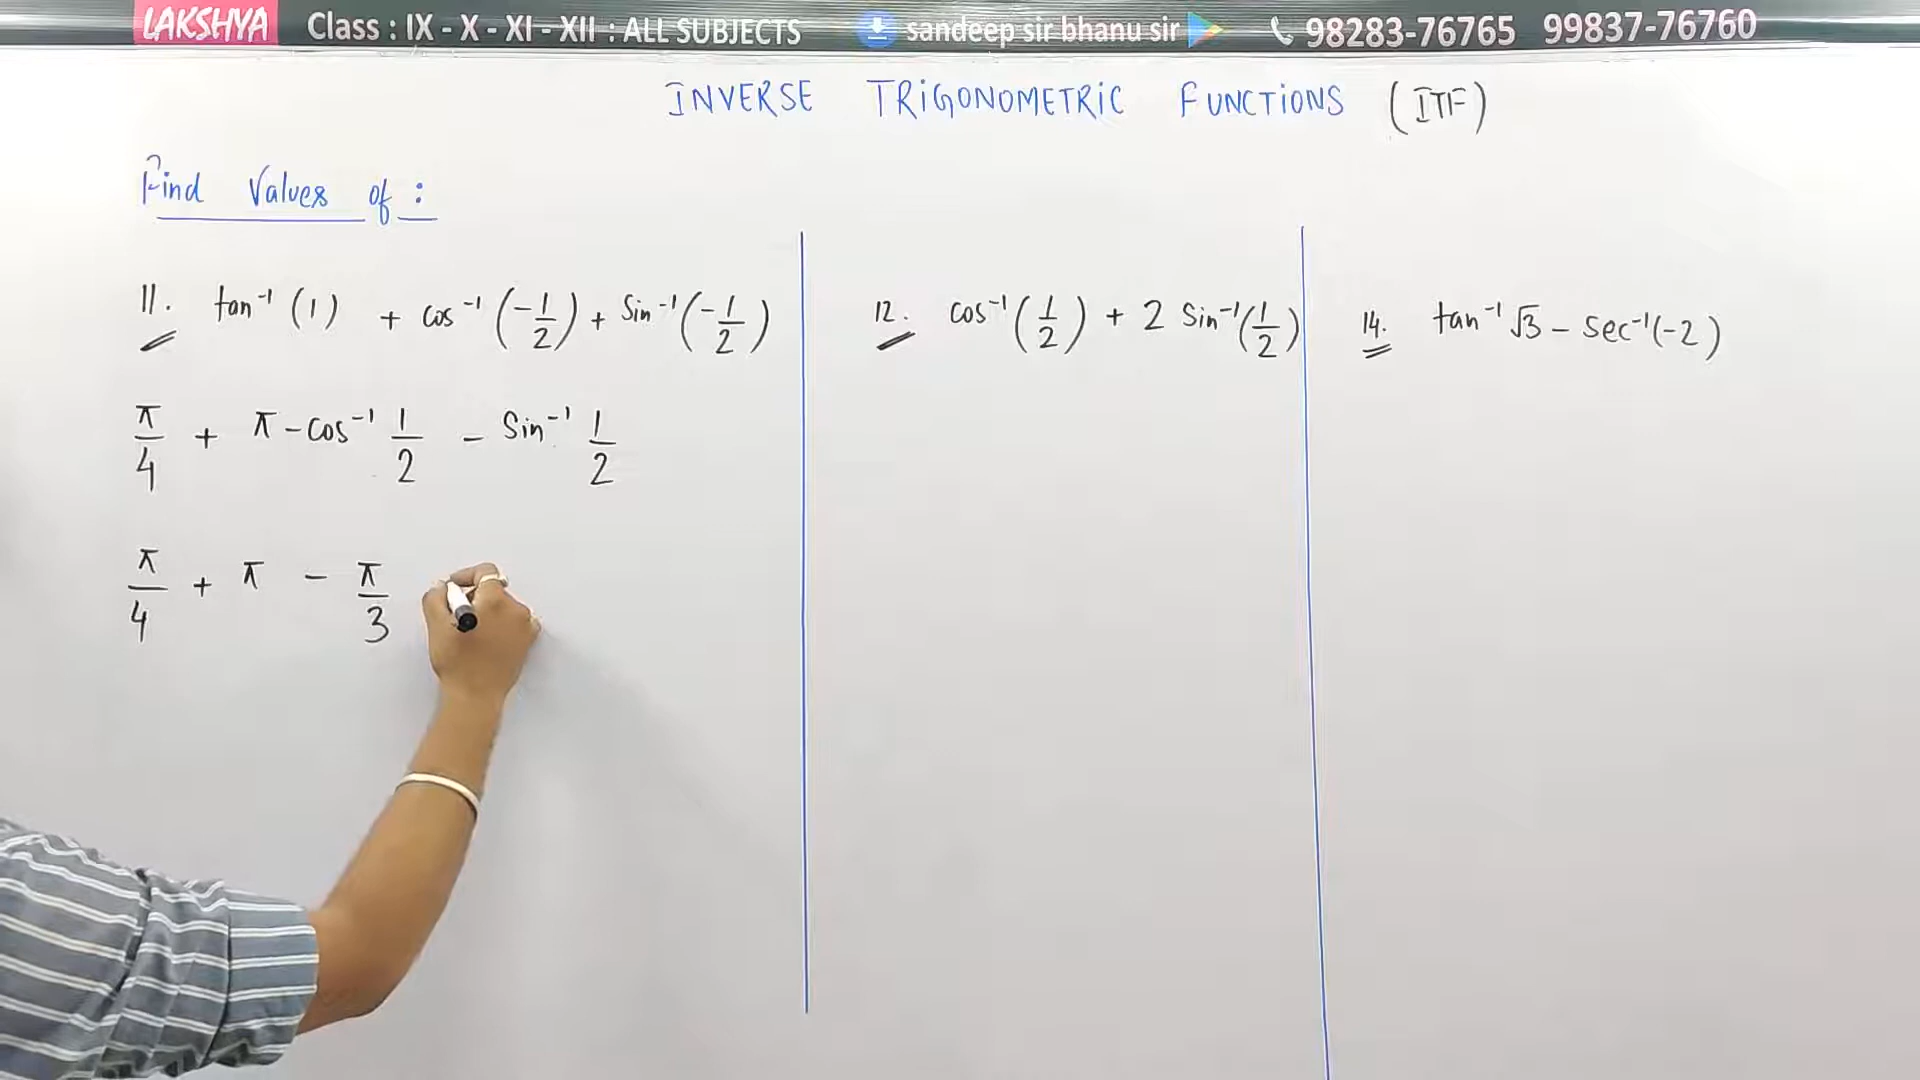 LAKSHYA Class : IX - X - XI - XII : ALL SUBJECTS sandeep sir bhanu sir 98283-76765 99837-76760
INVERSE TRIGONOMETRIC FUNCTIONS (ITF)
Find Values of :
11. tan⁻¹ (1) + cos⁻¹ (-1/2) + Sin⁻¹ (-1/2)
π/4 + π - cos⁻¹ 1/2 - Sin⁻¹ 1/2
π/4 + π - π/3
12. cos⁻¹ (1/2) + 2 Sin⁻¹ (1/2)
14. tan⁻¹ √3 - Sec⁻¹ (-2)